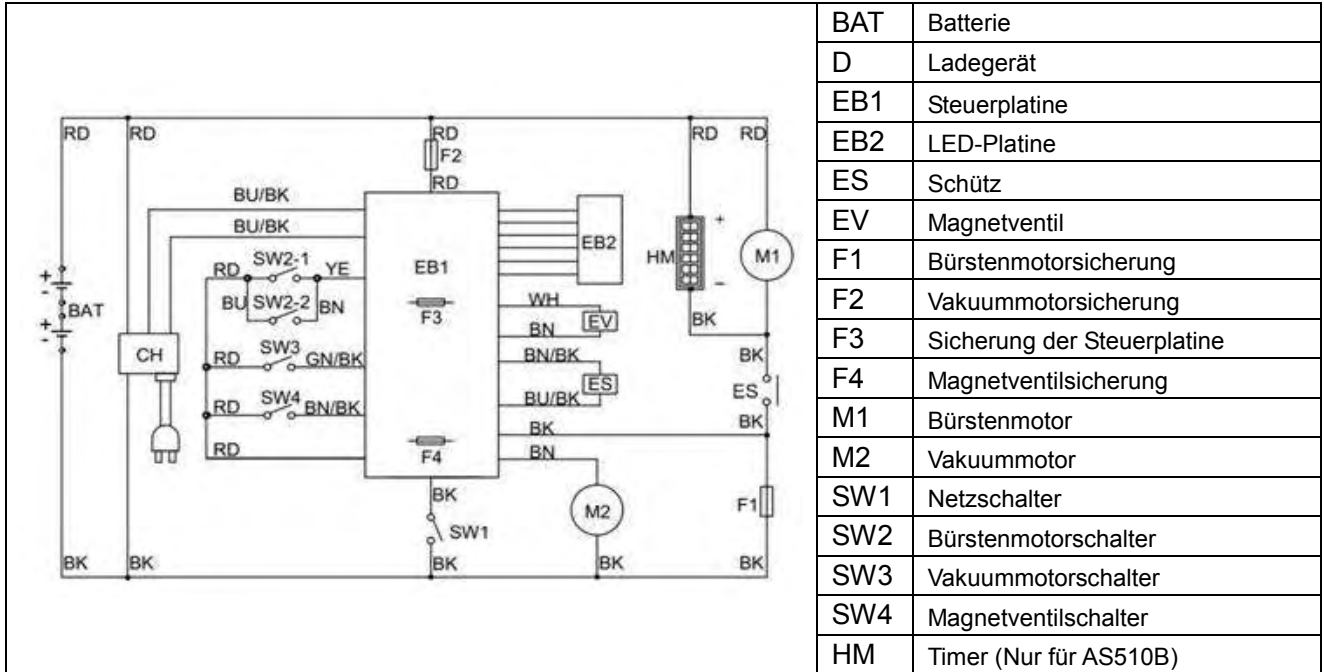 RD RD RD RD RD
F2
RD
BU/BK
BU/BK
SW2-1
RD YE
BU SW2-2 BN
EB1
F3
EB2
HM
+
-
M1
+
-
BAT
+
-
WH
EV
BN
BK
CH
SW3
RD GN/BK
BN/BK
ES
BU/BK
BK
ES
SW4
RD BN/BK
BK
BK
RD
F4
BN
BK
SW1
M2
F1
BK BK BK BK BK
BAT Batterie
D Ladegerät
EB1 Steuerplatine
EB2 LED-Platine
ES Schütz
EV Magnetventil
F1 Bürstenmotorsicherung
F2 Vakuummotorsicherung
F3 Sicherung der Steuerplatine
F4 Magnetventilsicherung
M1 Bürstenmotor
M2 Vakuummotor
SW1 Netzschalter
SW2 Bürstenmotorschalter
SW3 Vakuummotorschalter
SW4 Magnetventilschalter
HM Timer (Nur für AS510B)